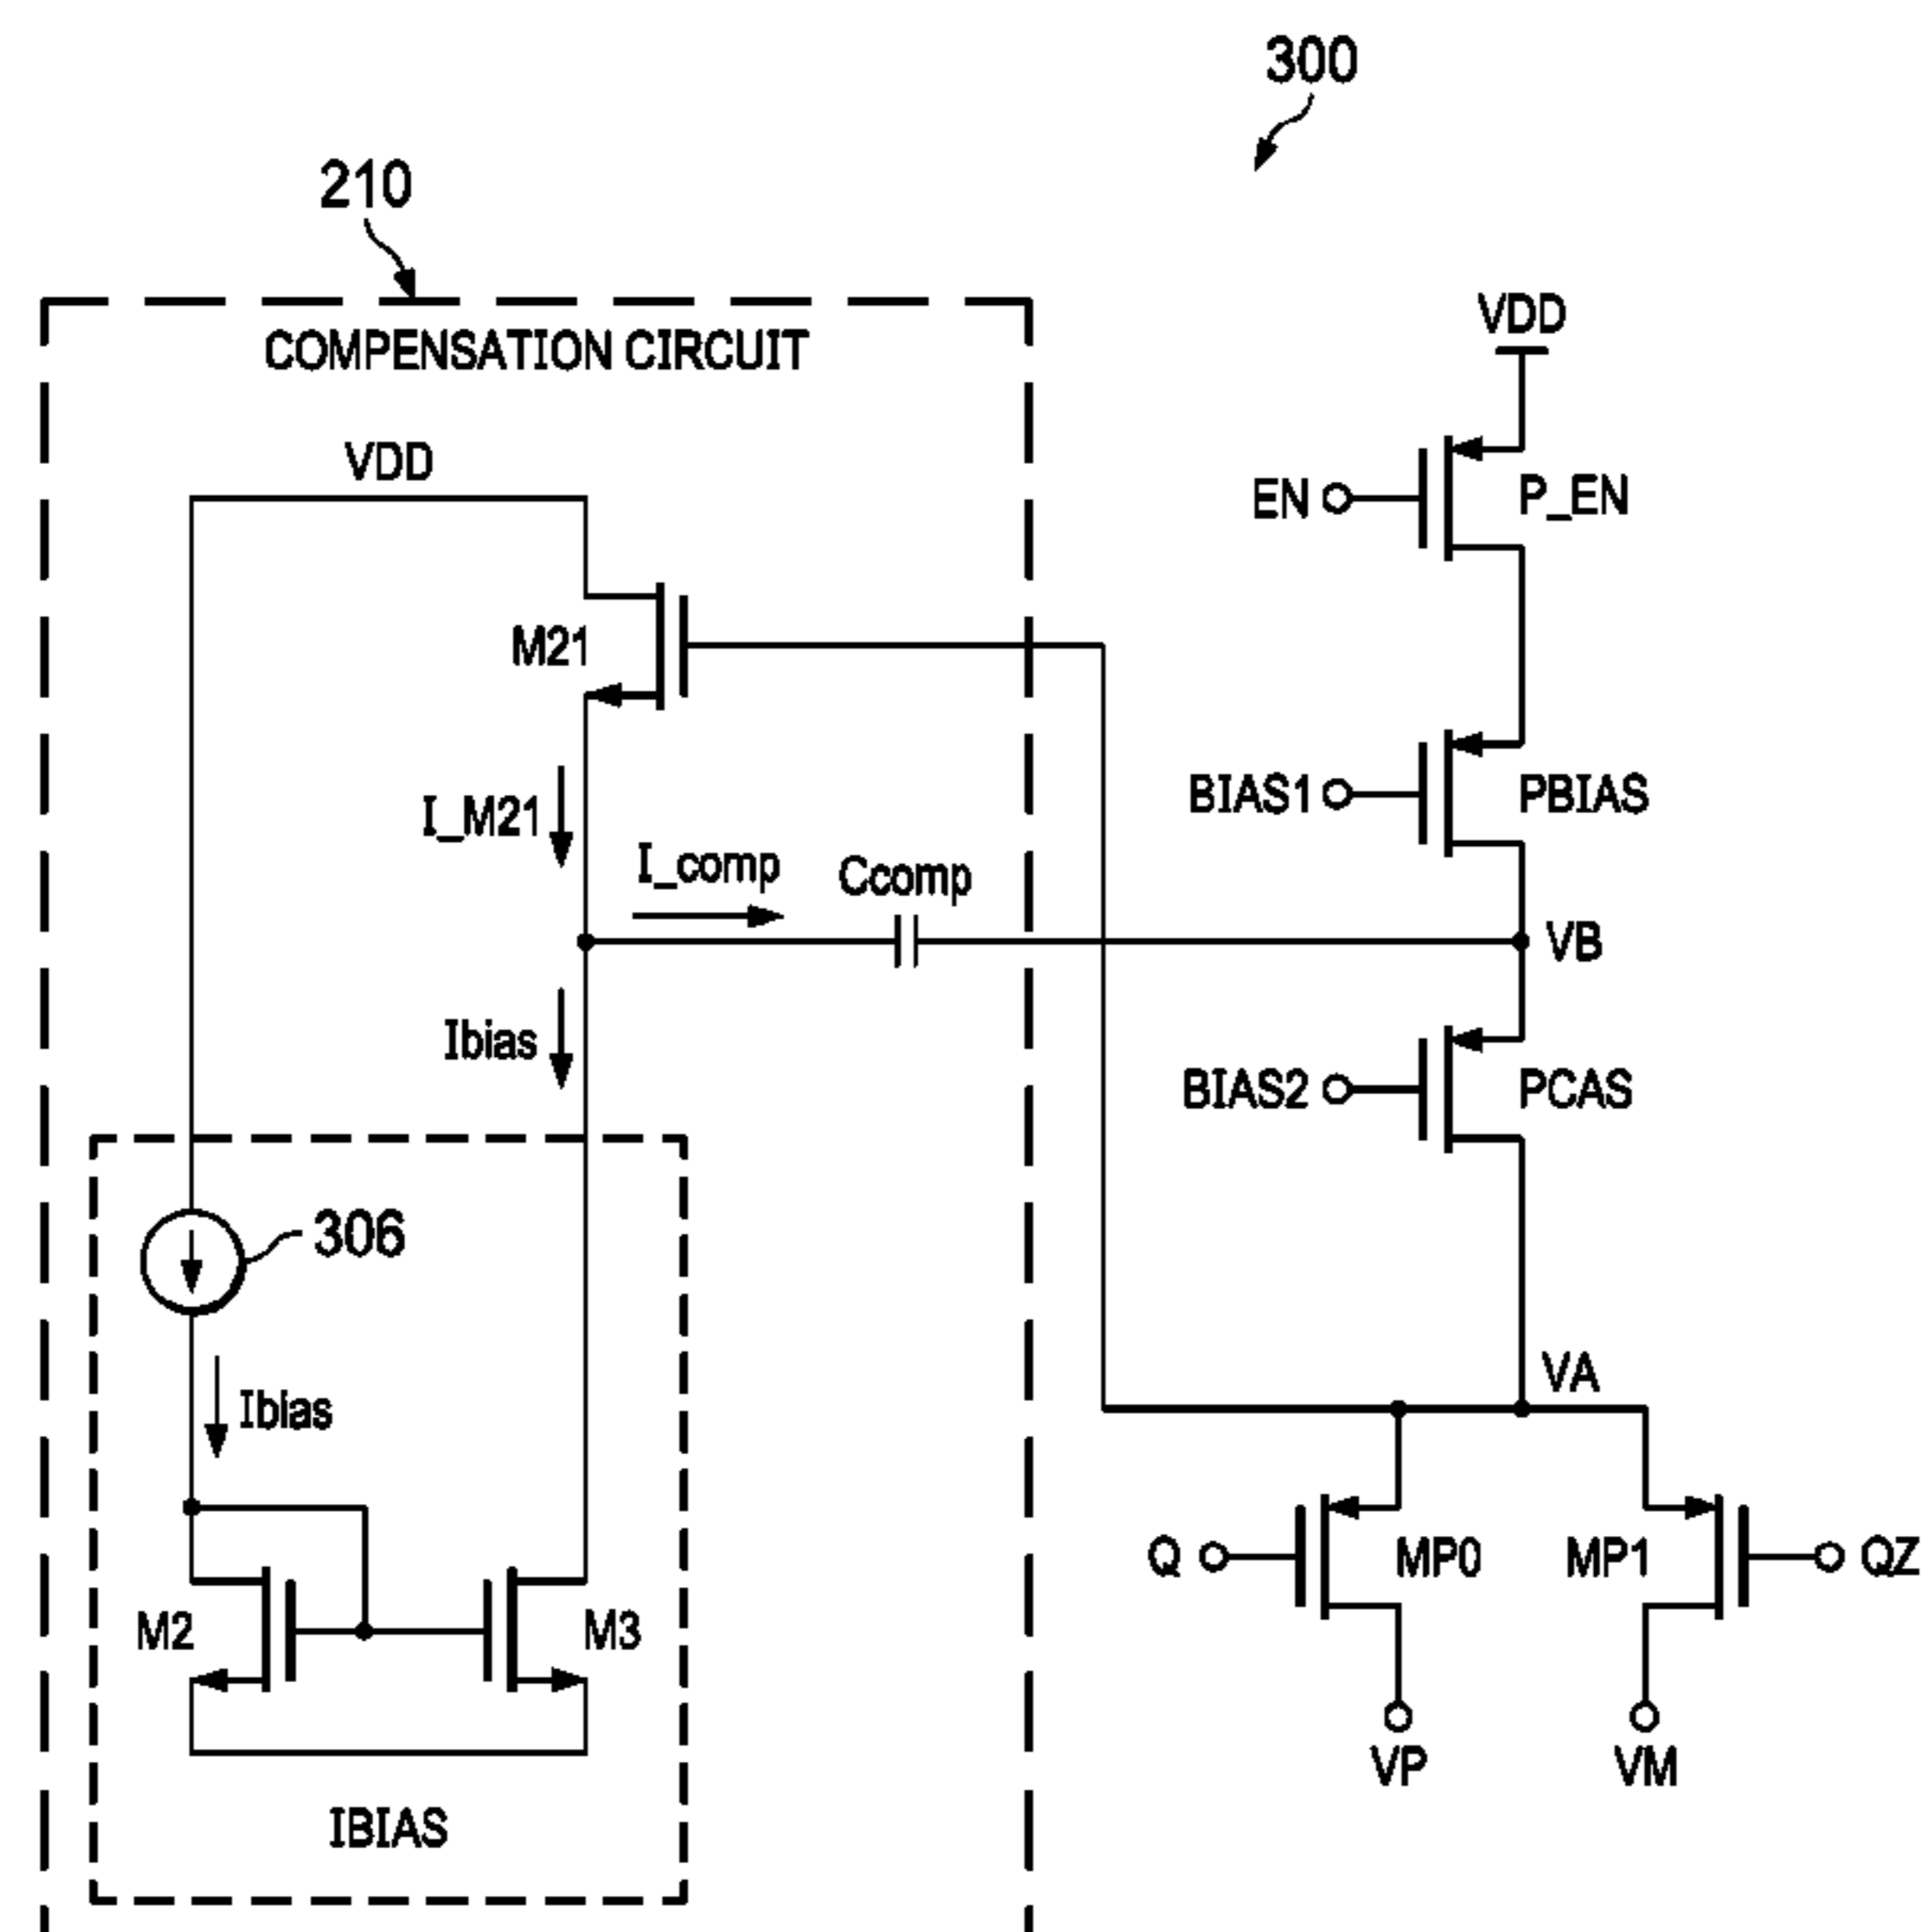 300
210
COMPENSATION CIRCUIT
VDD
VDD
EN
P_EN
M21
I_M21
BIAS1
PBIAS
I_comp
Ccomp
VB
Ibias
BIAS2
PCAS
306
Ibias
VA
Q
MP0
MP1
QZ
M2
M3
VP
VM
IBIAS